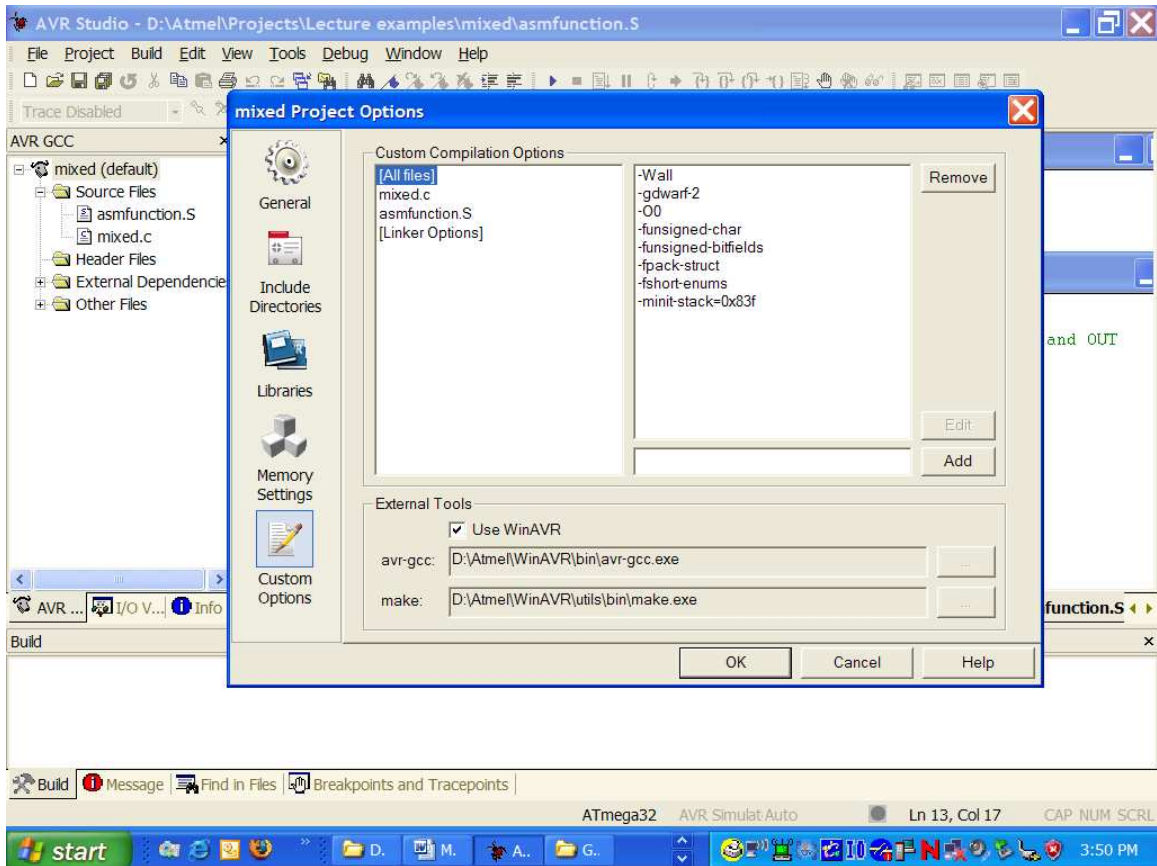 AVR Studio - D:\Atmel\Projects\Lecture examples\mixed\asmfunction.S
File Project Build Edit View Tools Debug Window Help
Trace Disabled
mixed Project Options
AVR GCC
mixed (default)
Source Files
asmfunction.S
mixed.c
Header Files
External Dependencie
Other Files
General
Include
Directories
Libraries
Memory
Settings
Custom
Options
Custom Compilation Options
[All files]
mixed.c
asmfunction.S
[Linker Options]
-Wall
-gdwarf-2
-O0
-funsigned-char
-funsigned-bitfields
-fpack-struct
-fshort-enums
-minit-stack=0x83f
Remove
Edit
Add
External Tools
Use WinAVR
avr-gcc: D:\Atmel\WinAVR\bin\avr-gcc.exe ...
make: D:\Atmel\WinAVR\utils\bin\make.exe ...
OK Cancel Help
and OUT
AVR ... I/O V... Info
function.S
Build
Build Message Find in Files Breakpoints and Tracepoints
ATmega32 AVR Simulat Auto Ln 13, Col 17 CAP NUM SCRL
start D. M. A.. G.. 3:50 PM